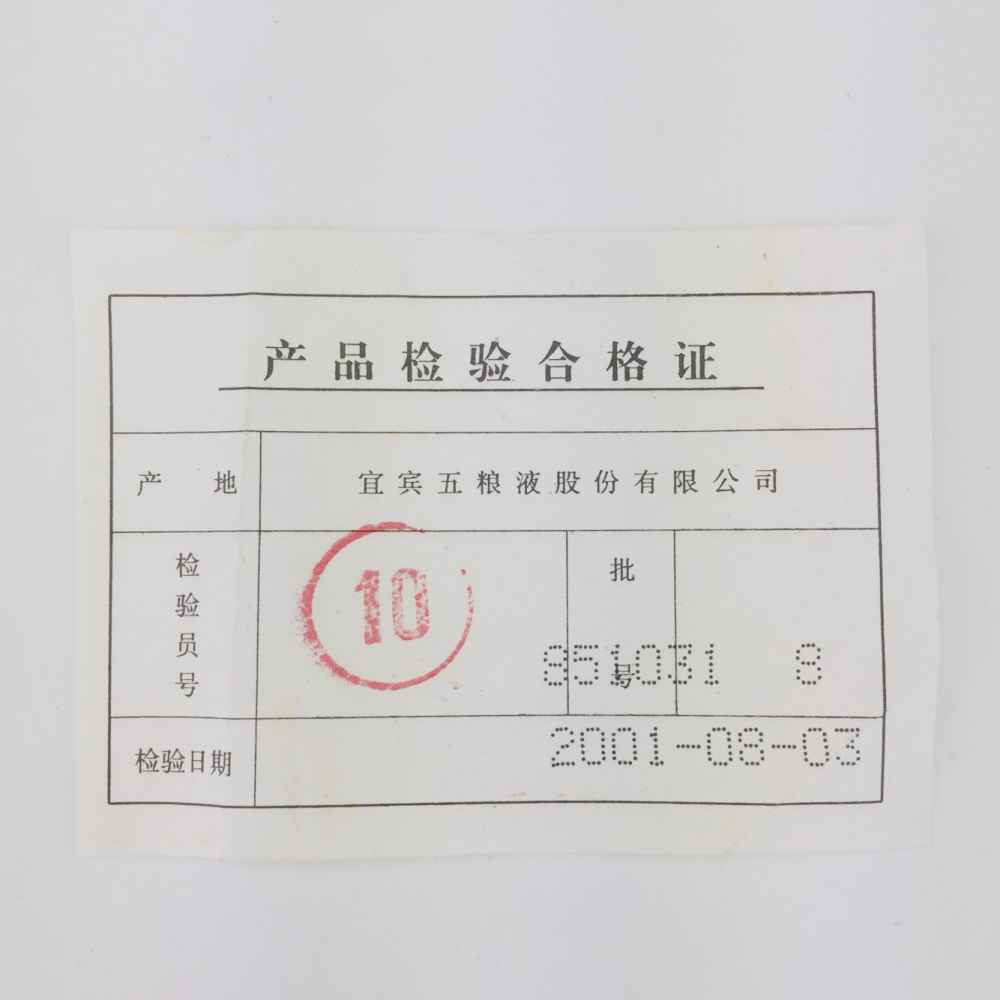 产品检验合格证
产 地 宜宾五粮液股份有限公司
检验员号 10 批号 851031 8
检验日期 2001-08-03